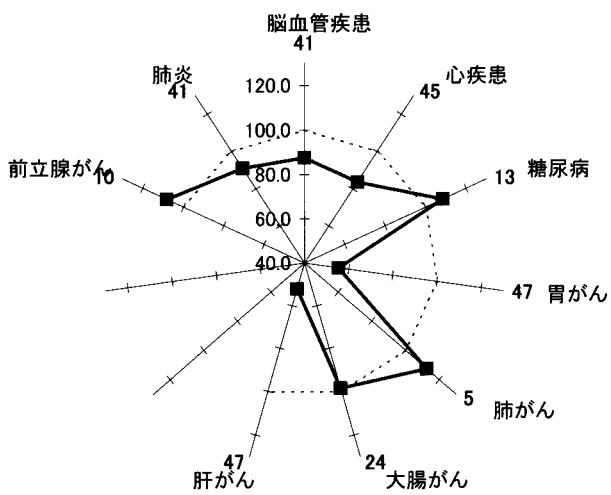 脳血管疾患
41
肺炎
41
心疾患
45
120.0
100.0
80.0
60.0
40.0
前立腺がん
10
糖尿病
13
胃がん
47
肺がん
5
大腸がん
24
肝がん
47